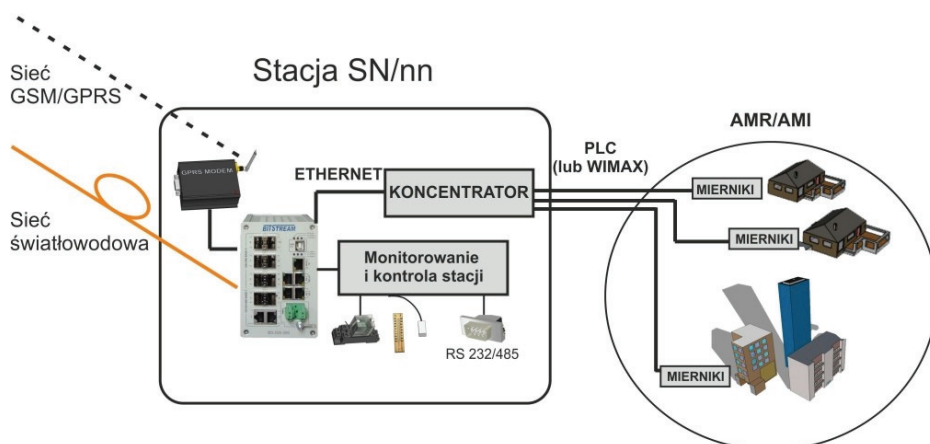 Sieć
GSM/GPRS
Stacja SN/nn
AMR/AMI
PLC
(lub WIMAX)
GPRS MODEM
ETHERNET
KONCENTRATOR
MIERNIKI
Sieć
światłowodowa
BITSTREAM
MIERNIKI
Monitorowanie
i kontrola stacji
RS 232/485
MIERNIKI